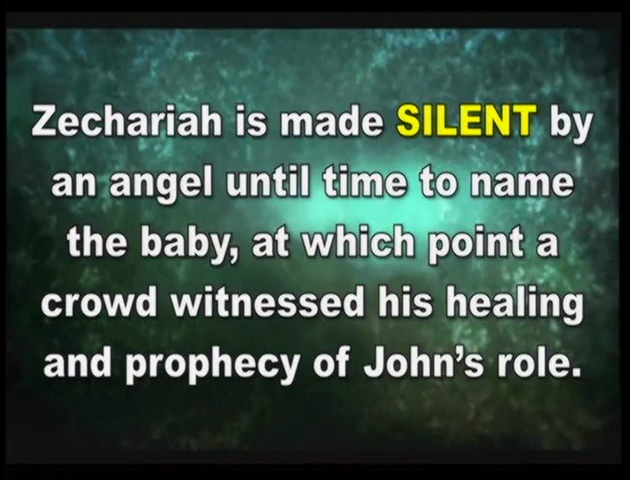 Zechariah is made SILENT by
an angel until time to name
the baby, at which point a
crowd witnessed his healing
and prophecy of John's role.